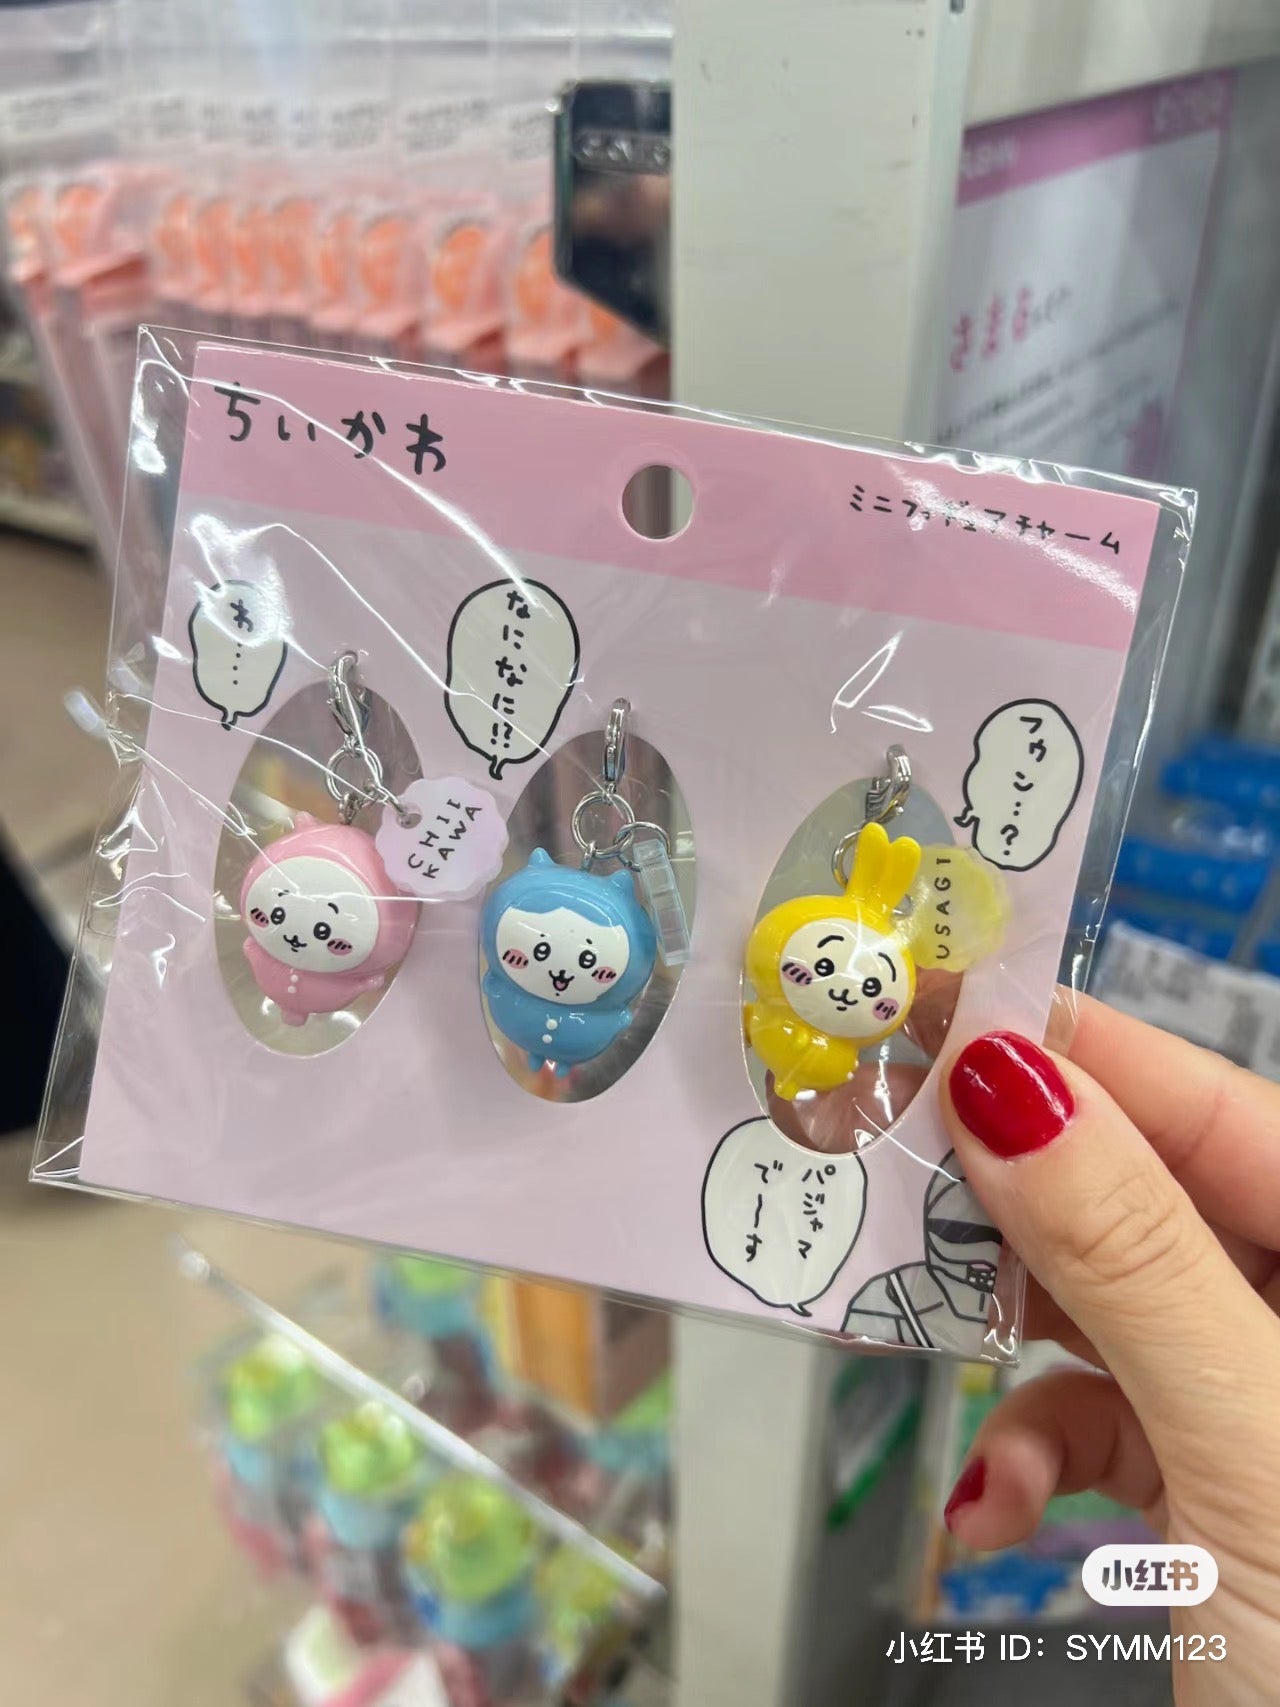 ちいかわ
ミニフィギュアチャーム
わ……
なになに!?
フウン…?
CHII
KAWA
USAGI
パジャマ
でーす
小红书
小红书 ID：SYMM123